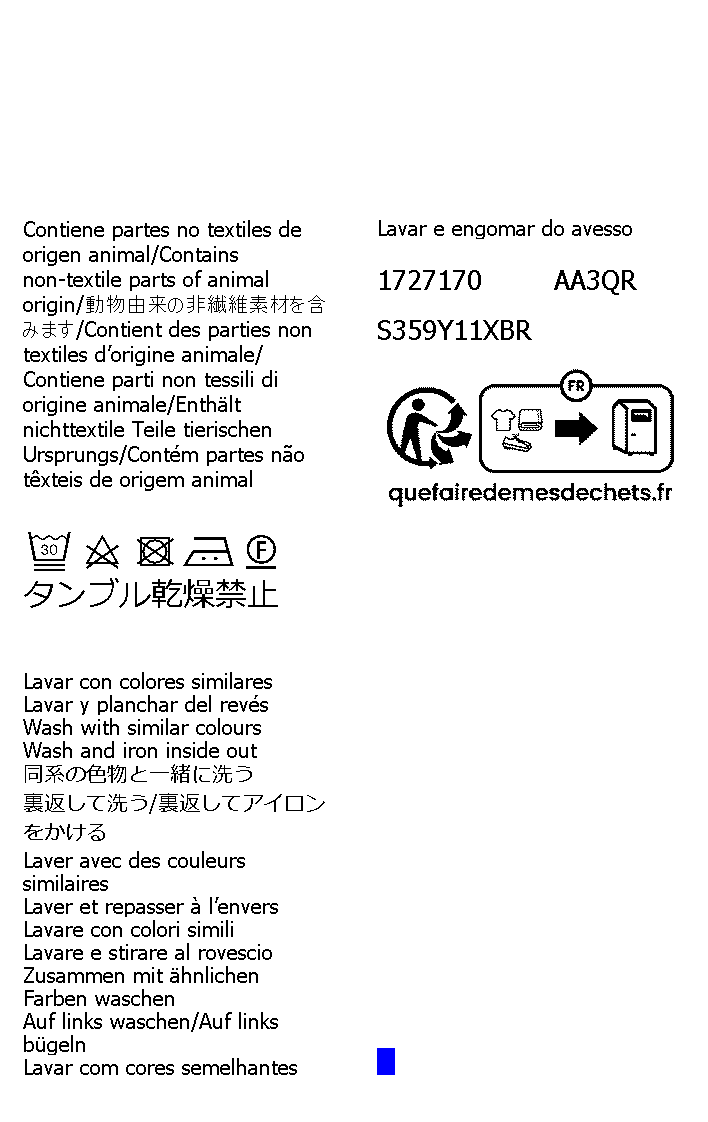 Contiene partes no textiles de
origen animal/Contains
non-textile parts of animal
origin/動物由来の非繊維素材を含
みます/Contient des parties non
textiles d'origine animale/
Contiene parti non tessili di
origine animale/Enthält
nichttextile Teile tierischen
Ursprungs/Contém partes não
têxteis de origem animal
30
F
タンブル乾燥禁止
Lavar con colores similares
Lavar y planchar del revés
Wash with similar colours
Wash and iron inside out
同系の色物と一緒に洗う
裏返して洗う/裏返してアイロン
をかける
Laver avec des couleurs
similaires
Laver et repasser à l'envers
Lavare con colori simili
Lavare e stirare al rovescio
Zusammen mit ähnlichen
Farben waschen
Auf links waschen/Auf links
bügeln
Lavar com cores semelhantes
Lavar e engomar do avesso
1727170 AA3QR
S359Y11XBR
FR
quefairedemesdechets.fr